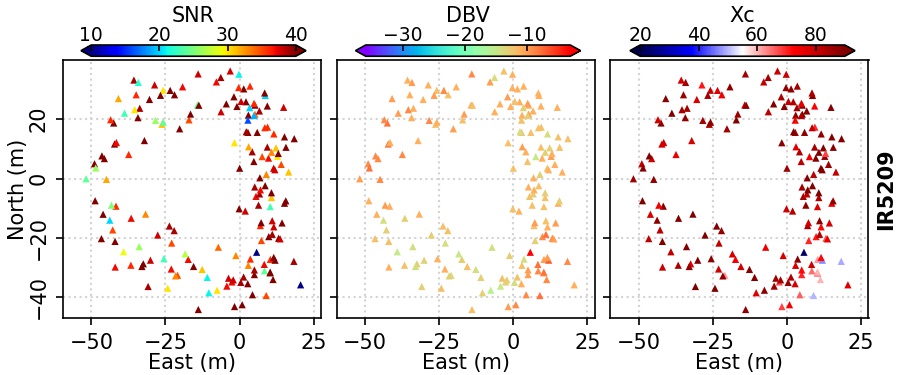 SNR DBV Xc
10 20 30 40 −30 −20 −10 20 40 60 80
North (m)
20
0
−20
−40
IR5209
−50 −25 0 25 −50 −25 0 25 −50 −25 0 25
East (m) East (m) East (m)